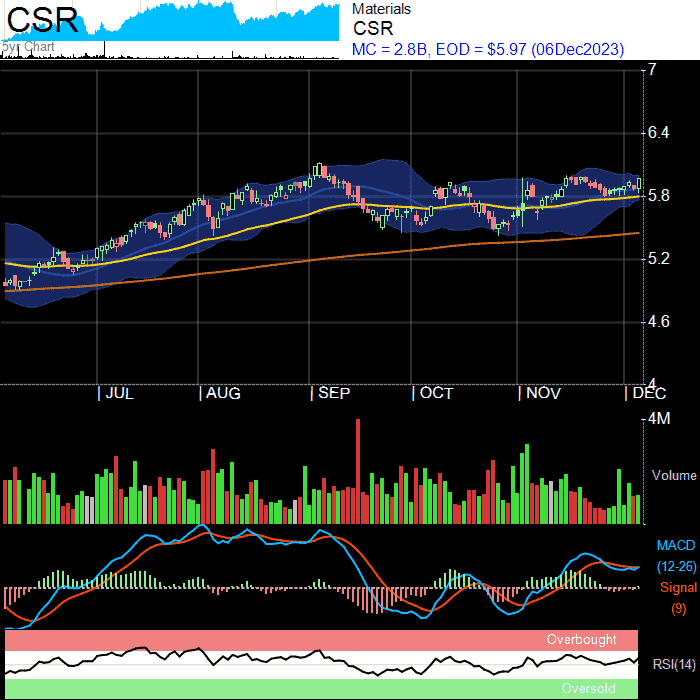 CSR
5yr Chart
Materials
CSR
MC = 2.8B, EOD = $5.97 (06Dec2023)
7
6.4
5.8
5.2
4.6
4
JUL
AUG
SEP
OCT
NOV
DEC
4M
Volume
MACD
(12-26)
Signal
(9)
Overbought
RSI(14)
Oversold